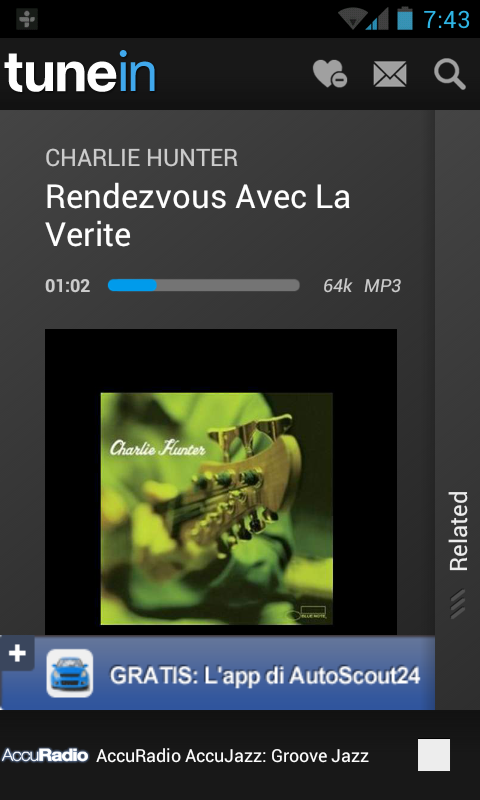 7:43
tunein
CHARLIE HUNTER
Rendezvous Avec La
Verite
01:02
64k MP3
Charlie Hunter
BLUE NOTE
Related
GRATIS: L'app di AutoScout24
AccuRadio
AccuRadio AccuJazz: Groove Jazz